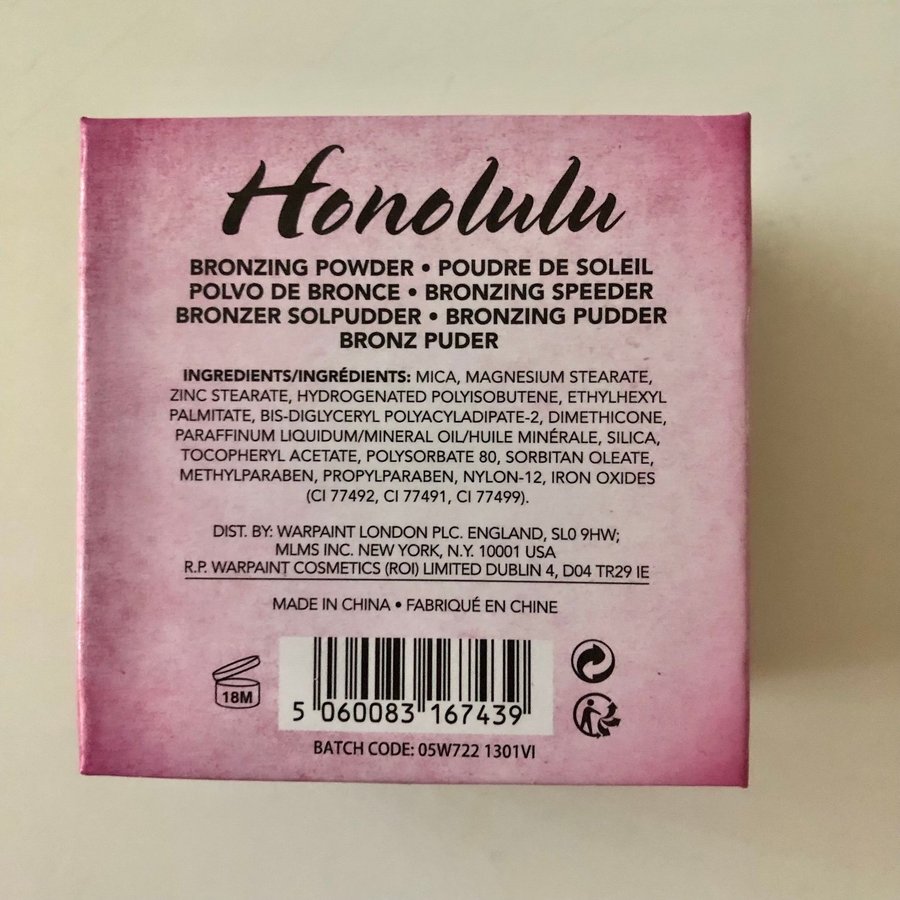 Honolulu
BRONZING POWDER • POUDRE DE SOLEIL
POLVO DE BRONCE • BRONZING SPEEDER
BRONZER SOLPUDDER • BRONZING PUDDER
BRONZ PUDER
INGREDIENTS/INGRÉDIENTS: MICA, MAGNESIUM STEARATE,
ZINC STEARATE, HYDROGENATED POLYISOBUTENE, ETHYLHEXYL
PALMITATE, BIS-DIGLYCERYL POLYACYLADIPATE-2, DIMETHICONE,
PARAFFINUM LIQUIDUM/MINERAL OIL/HUILE MINÉRALE, SILICA,
TOCOPHERYL ACETATE, POLYSORBATE 80, SORBITAN OLEATE,
METHYLPARABEN, PROPYLPARABEN, NYLON-12, IRON OXIDES
(CI 77492, CI 77491, CI 77499).
DIST. BY: WARPAINT LONDON PLC. ENGLAND, SL0 9HW;
MLMS INC. NEW YORK, N.Y. 10001 USA
R.P. WARPAINT COSMETICS (ROI) LIMITED DUBLIN 4, D04 TR29 IE
MADE IN CHINA • FABRIQUÉ EN CHINE
18M
5 060083 167439
BATCH CODE: 05W722 1301VI